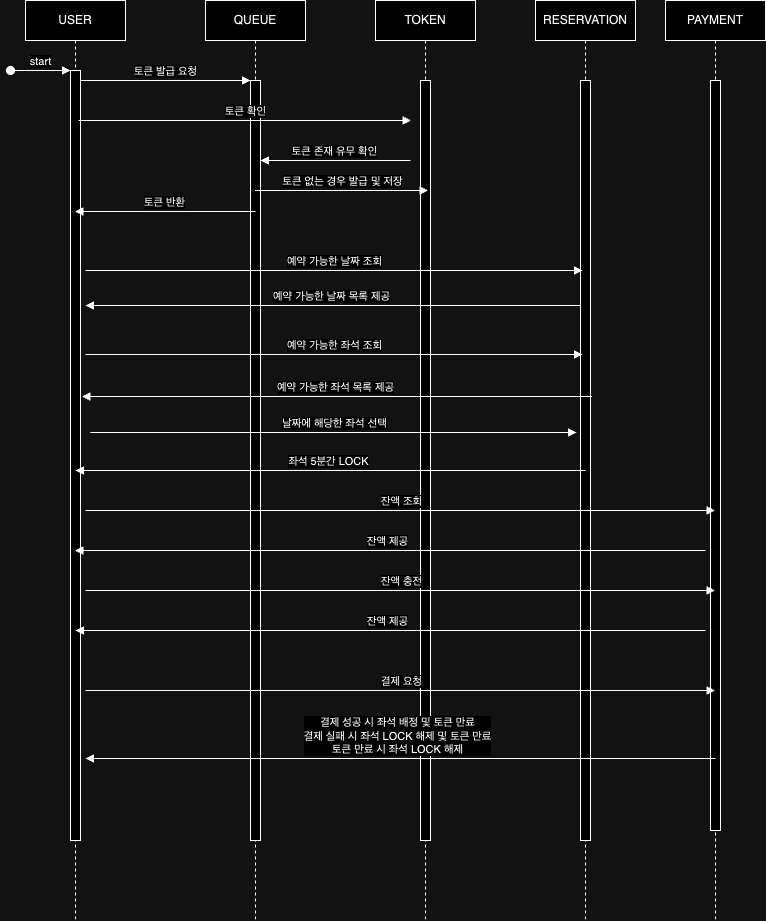 USER
QUEUE
TOKEN
RESERVATION
PAYMENT
start
토큰 발급 요청
토큰 확인
토큰 존재 유무 확인
토큰 없는 경우 발급 및 저장
토큰 반환
예약 가능한 날짜 조회
예약 가능한 날짜 목록 제공
예약 가능한 좌석 조회
예약 가능한 좌석 목록 제공
날짜에 해당한 좌석 선택
좌석 5분간 LOCK
잔액 조회
잔액 제공
잔액 충전
잔액 제공
결제 요청
결제 성공 시 좌석 배정 및 토큰 만료
결제 실패 시 좌석 LOCK 해제 및 토큰 만료
토큰 만료 시 좌석 LOCK 해제